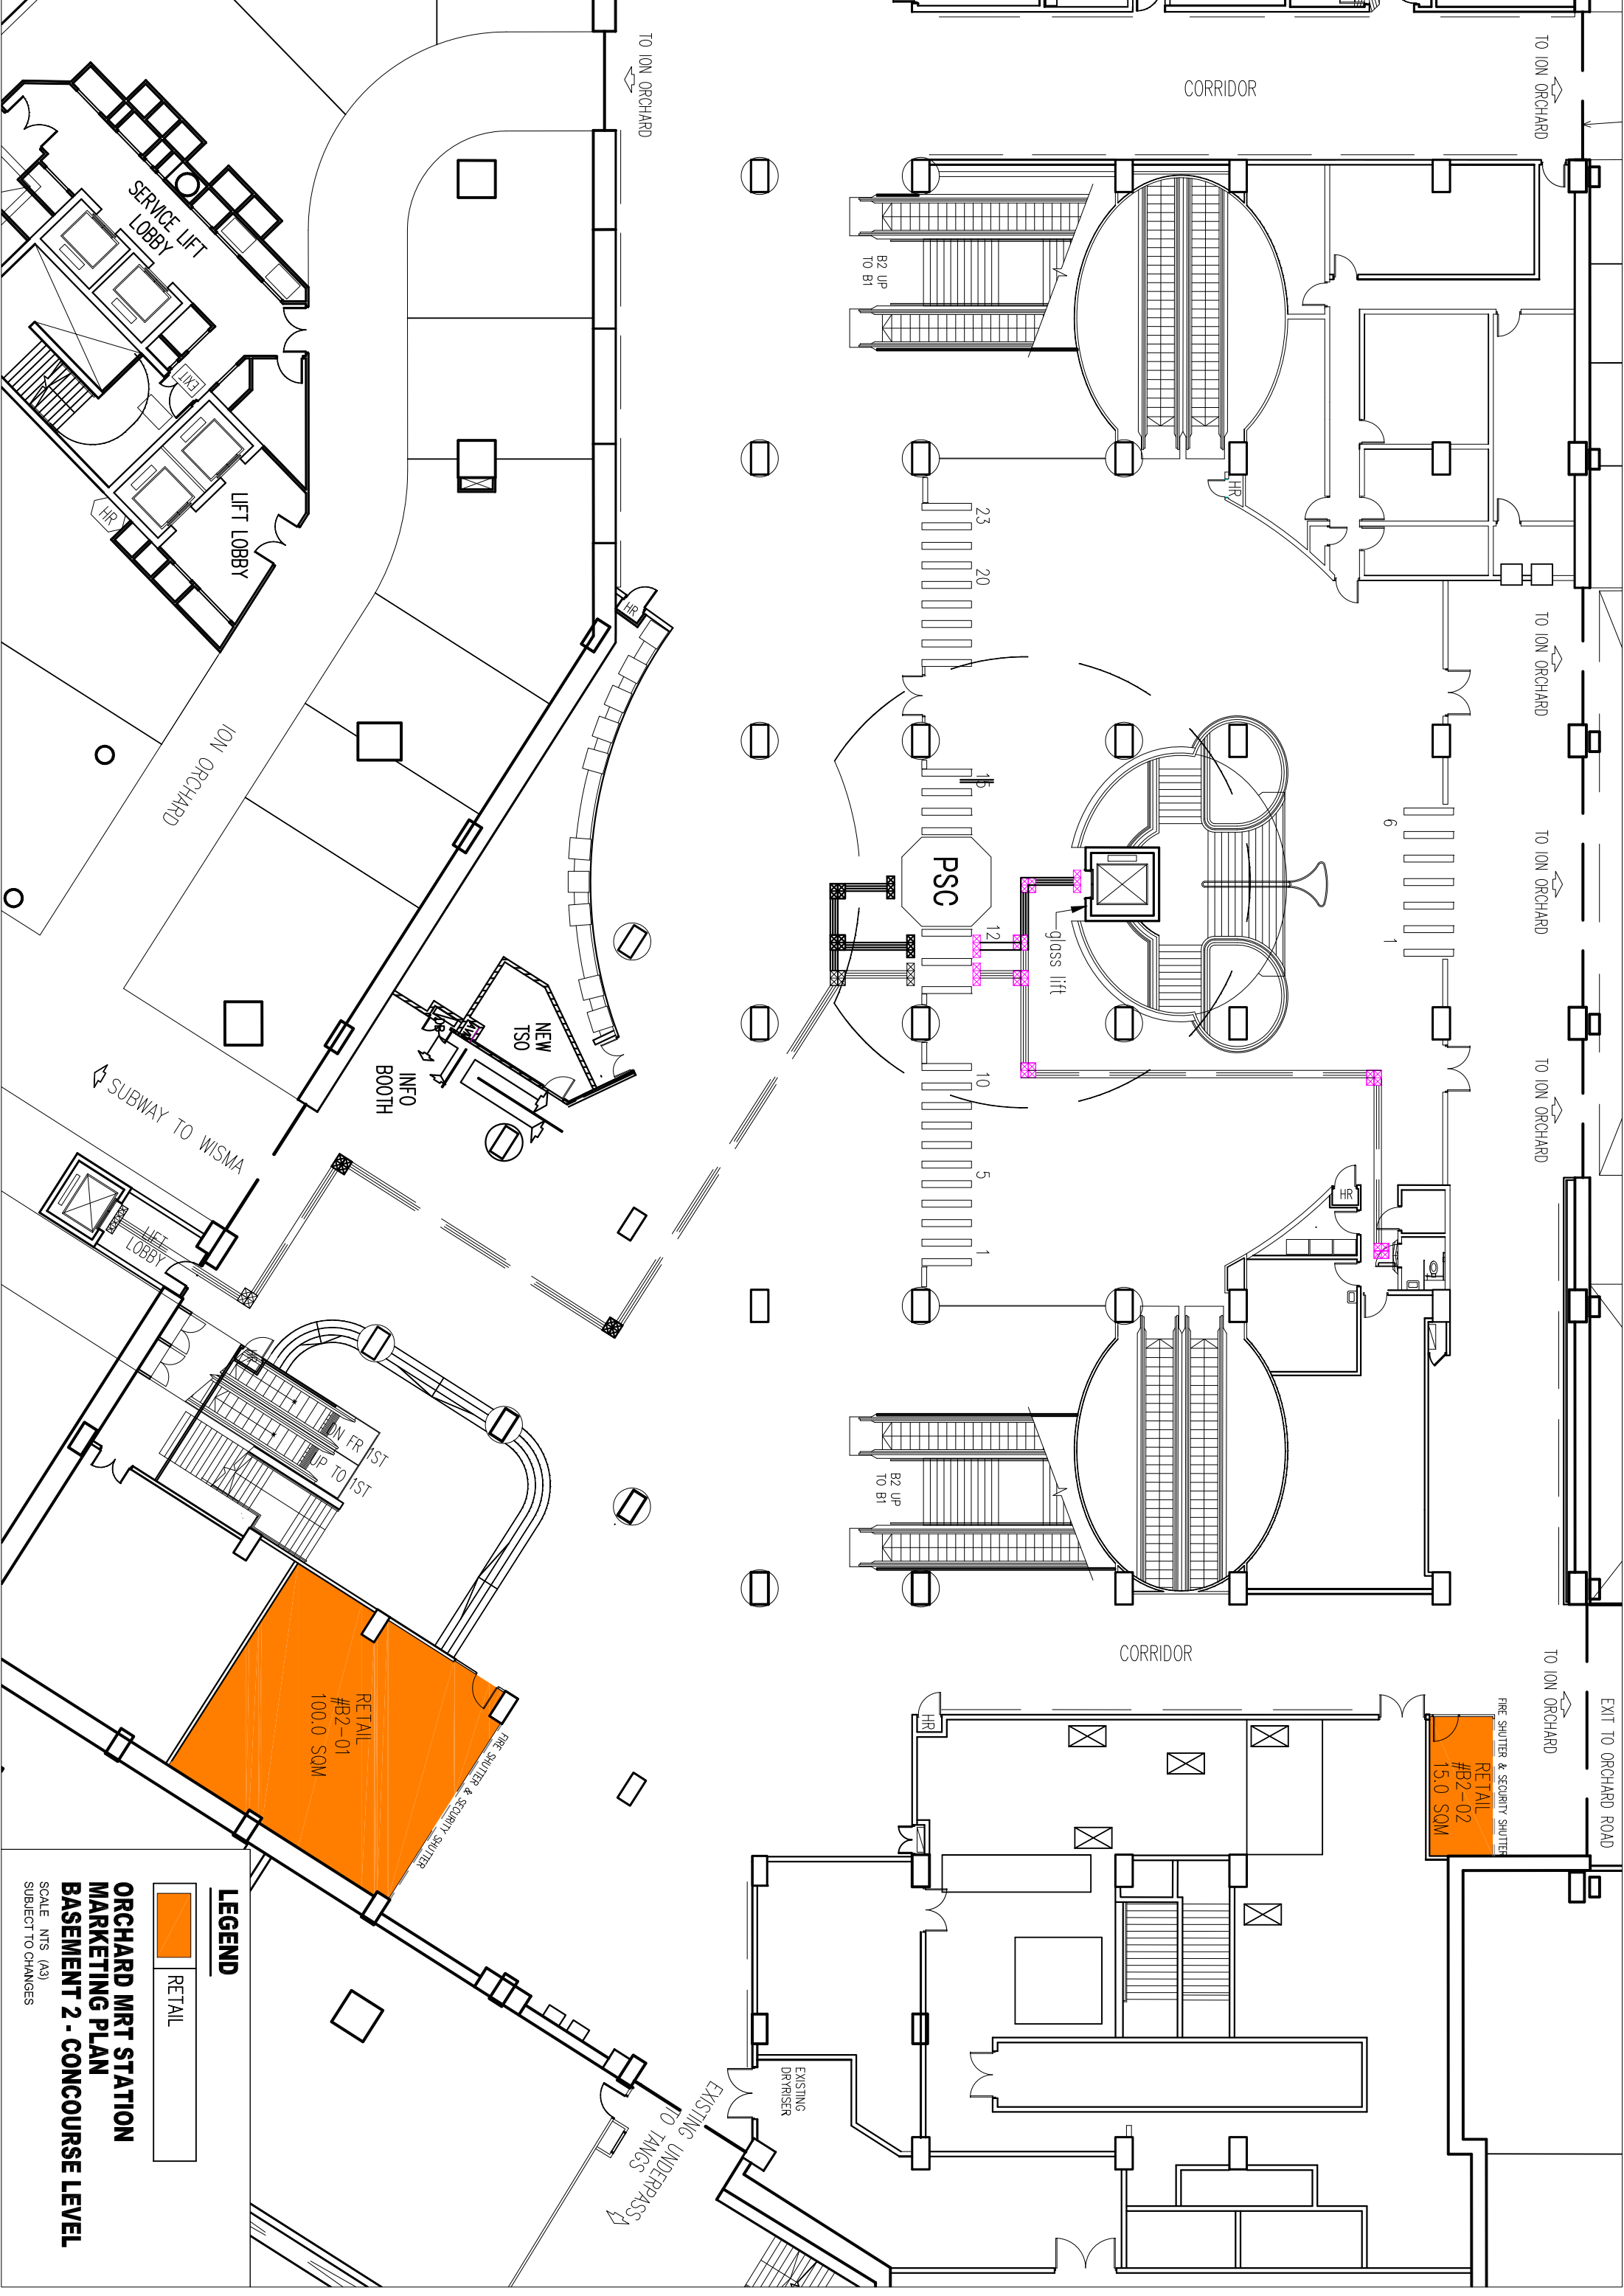 TO ION ORCHARD
CORRIDOR
TO ION ORCHARD
SERVICE LIFT
LOBBY
B2 UP
TO B1
EXIT
LIFT LOBBY
HR
HR
23
20
HR
TO ION ORCHARD
ION ORCHARD
15
PSC
12
glass lift
6
1
TO ION ORCHARD
NEW
TSO
INFO
BOOTH
10
5
1
TO ION ORCHARD
SUBWAY TO WISMA
LIFT
LOBBY
HR
DN FR 1ST
UP TO 1ST
B2 UP
TO B1
CORRIDOR
TO ION ORCHARD
EXIT TO ORCHARD ROAD
RETAIL
#B2-01
100.0 SQM
FIRE SHUTTER & SECURITY SHUTTER
HR
FIRE SHUTTER & SECURITY SHUTTER
RETAIL
#B2-02
15.0 SQM
EXISTING
DRYRISER
EXISTING UNDERPASS
TO TANGS
LEGEND
RETAIL
ORCHARD MRT STATION
MARKETING PLAN
BASEMENT 2 - CONCOURSE LEVEL
SCALE NTS (A3)
SUBJECT TO CHANGES